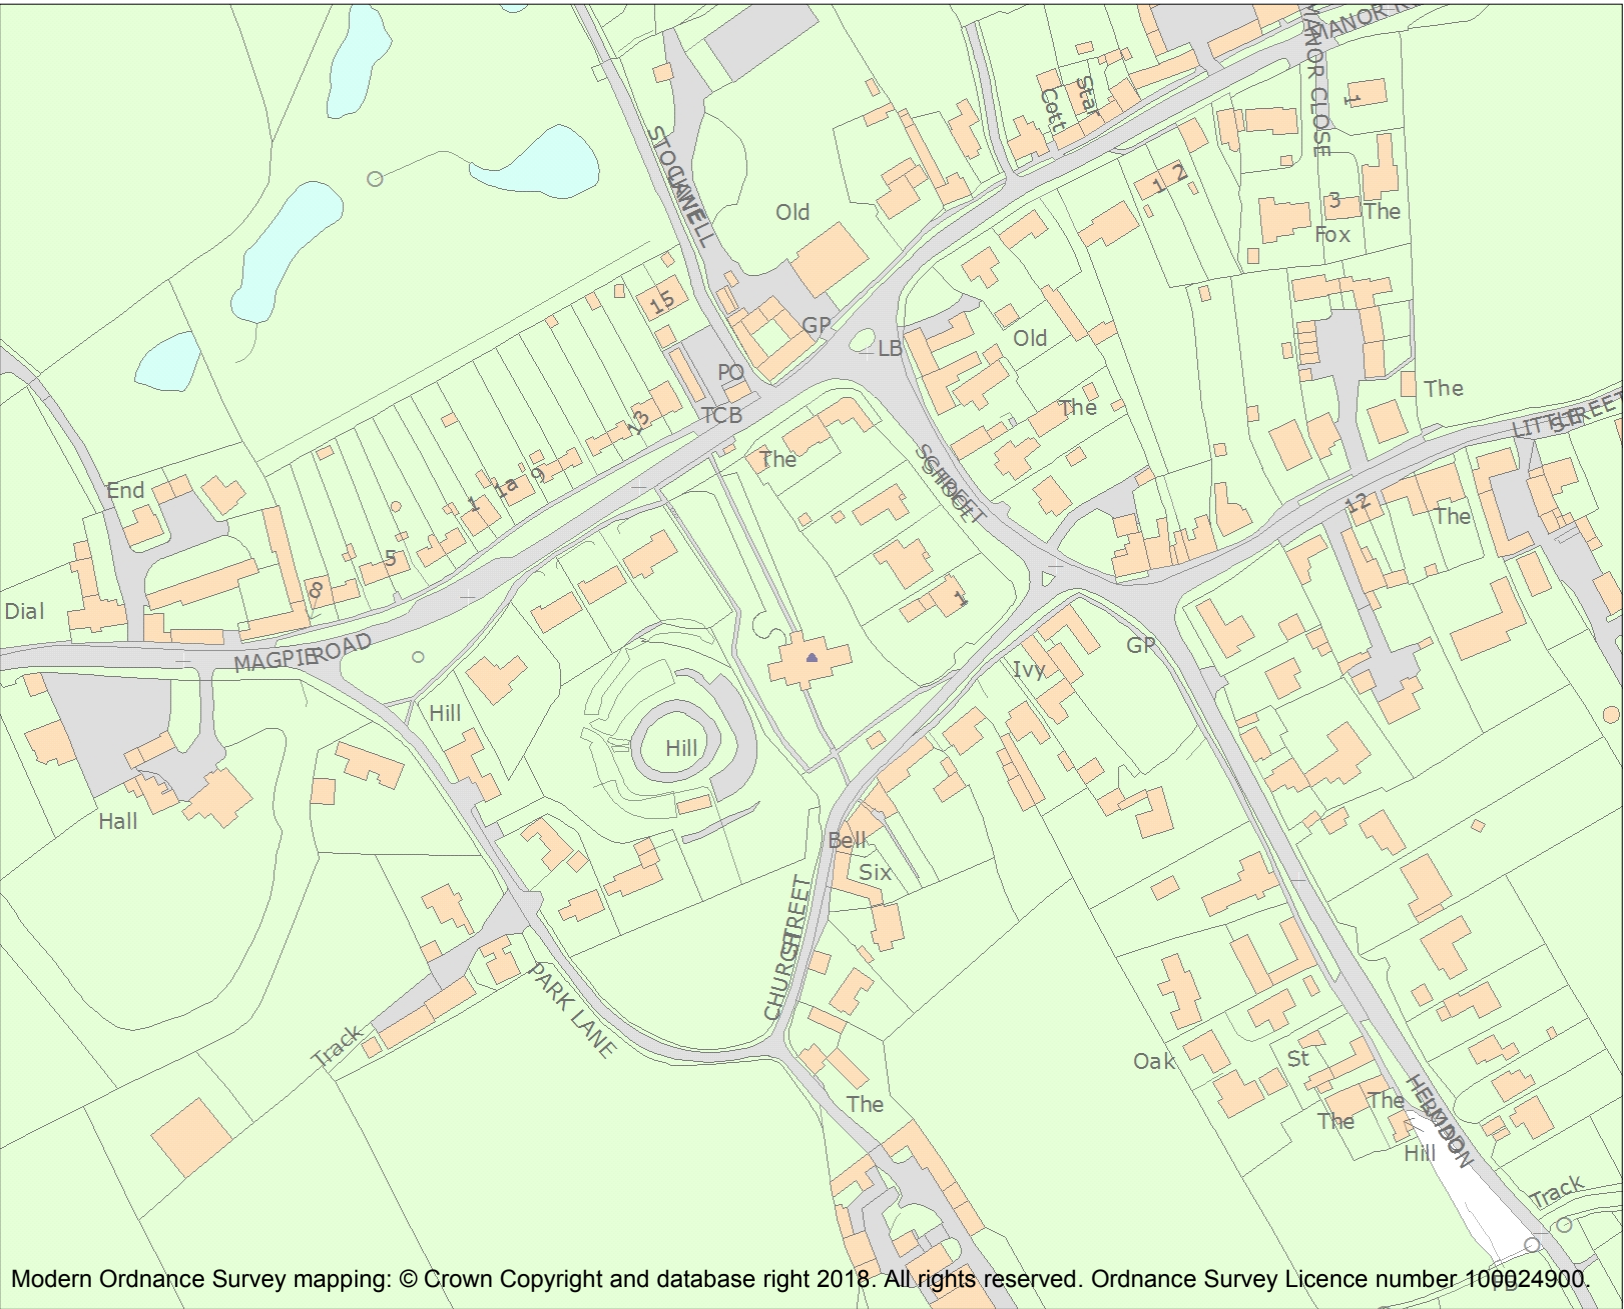 MANOR CLOSE
Star
Cott
1
1 2
STOCKWELL
LANE
3
The
Old
Fox
15
GP
LB
Old
PO
The
The
TCB
13
LITTLE
STREET
SCHOOL
STREET
The
9
End
1
12
The
5
8
1
Dial
MAGPIE
ROAD
GP
Ivy
Hill
Hill
Hall
Bell
Six
CHURCH
STREET
PARK LANE
Track
Oak
St
The
The
The
HELMDON
ROAD
Hill
Track
Modern Ordnance Survey mapping: © Crown Copyright and database right 2018. All rights reserved. Ordnance Survey Licence number 100024900.